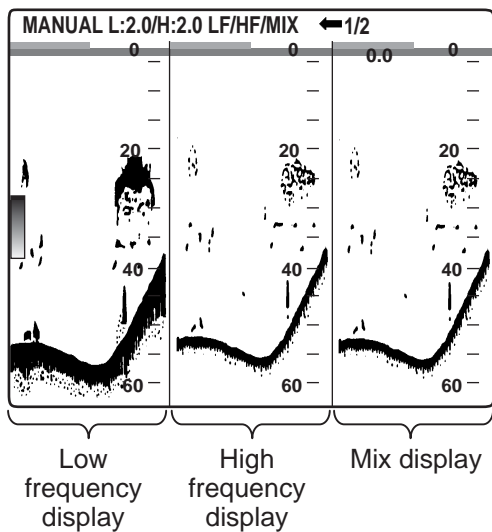 MANUAL L:2.0/H:2.0 LF/HF/MIX ⬅1/2
0 0 0
0.0
20 20 20
40 40 40
60 60 60
Low frequency display
High frequency display
Mix display